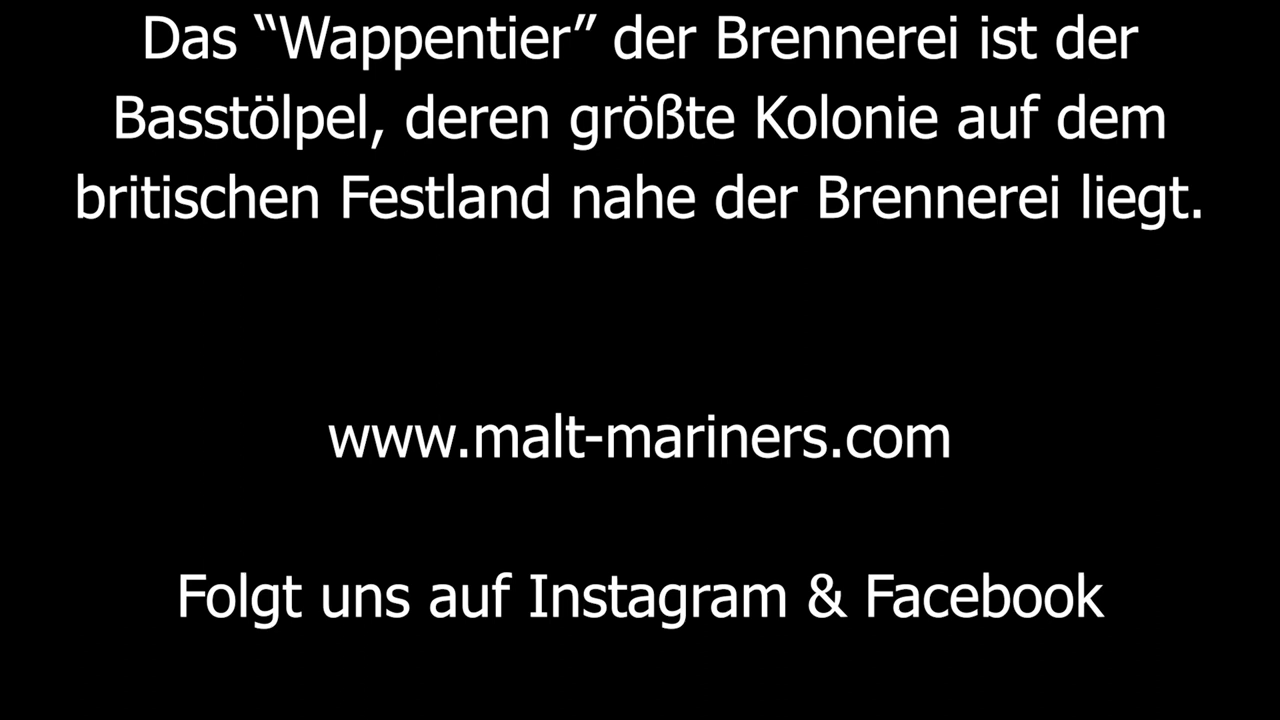 Das “Wappentier” der Brennerei ist der
Basstölpel, deren größte Kolonie auf dem
britischen Festland nahe der Brennerei liegt.
www.malt-mariners.com
Folgt uns auf Instagram & Facebook